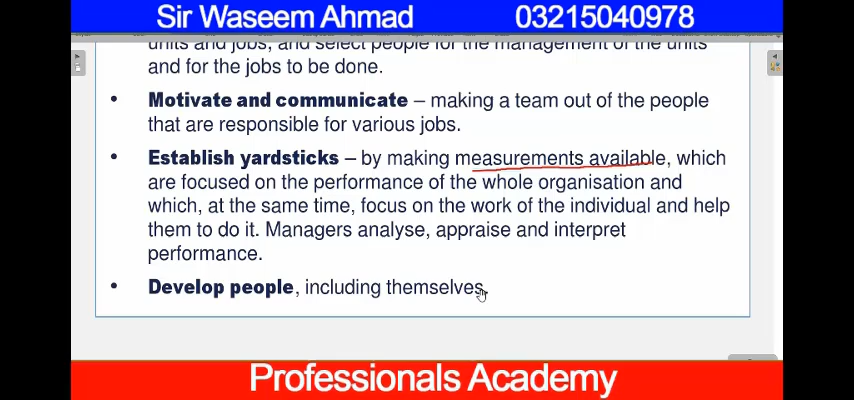 Sir Waseem Ahmad 03215040978
units and jobs, and select people for the management of the units
and for the jobs to be done.
• Motivate and communicate – making a team out of the people
that are responsible for various jobs.
• Establish yardsticks – by making measurements available, which
are focused on the performance of the whole organisation and
which, at the same time, focus on the work of the individual and help
them to do it. Managers analyse, appraise and interpret
performance.
• Develop people, including themselves.
Professionals Academy